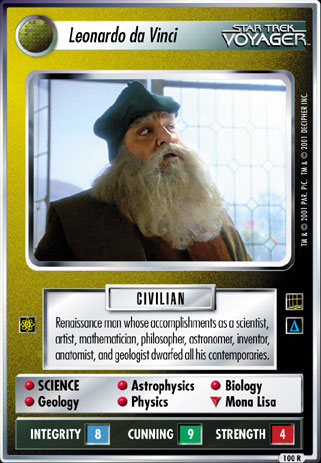 Leonardo da Vinci
STAR TREK
VOYAGER™
TM & © 2001 PAR. PIC. TM & © 2001 DECIPHER INC.
CIVILIAN
Renaissance man whose accomplishments as a scientist,
artist, mathematician, philosopher, astronomer, inventor,
anatomist, and geologist dwarfed all his contemporaries.
SCIENCE Astrophysics Biology
Geology Physics Mona Lisa
INTEGRITY 8 CUNNING 9 STRENGTH 4
100 R